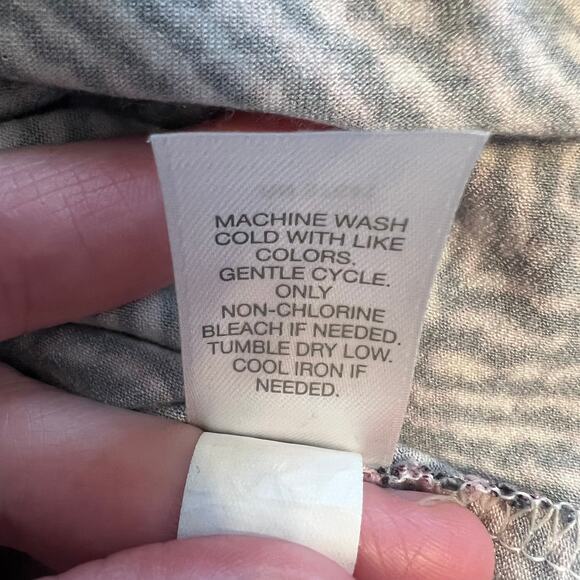 MACHINE WASH
COLD WITH LIKE
COLORS.
GENTLE CYCLE.
ONLY
NON-CHLORINE
BLEACH IF NEEDED.
TUMBLE DRY LOW.
COOL IRON IF
NEEDED.